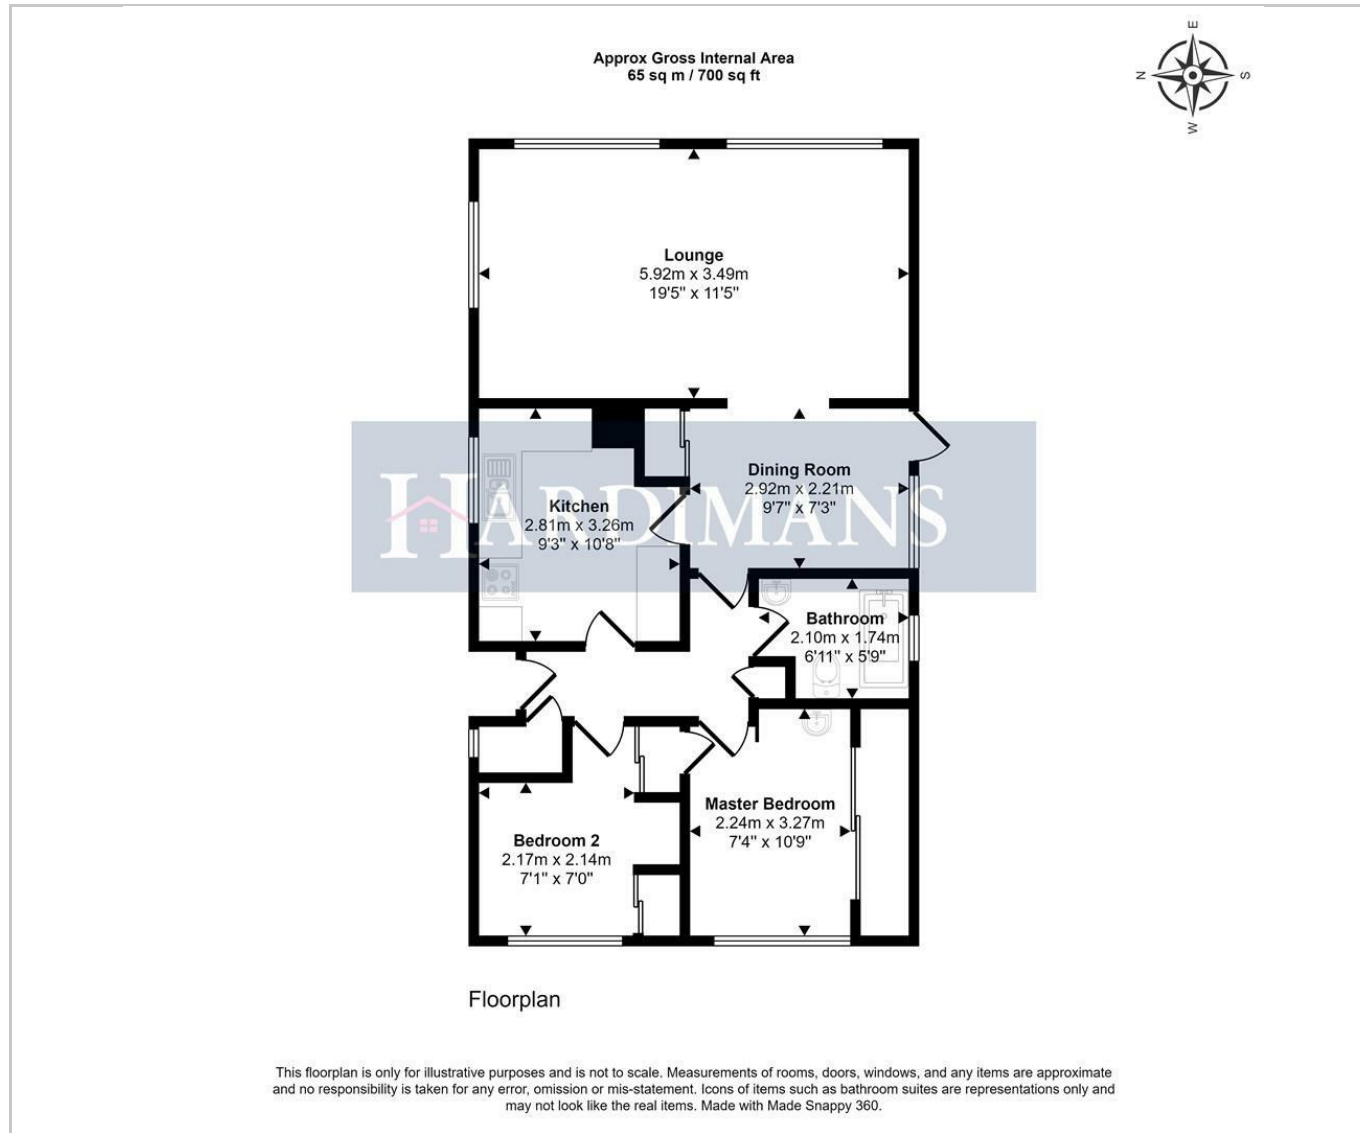 Approx Gross Internal Area
65 sq m / 700 sq ft
E
N
S
W
Lounge
5.92m x 3.49m
19'5" x 11'5"
Dining Room
2.92m x 2.21m
9'7" x 7'3"
Kitchen
2.81m x 3.26m
9'3" x 10'8"
HARDIMANS
Bathroom
2.10m x 1.74m
6'11" x 5'9"
Master Bedroom
2.24m x 3.27m
7'4" x 10'9"
Bedroom 2
2.17m x 2.14m
7'1" x 7'0"
Floorplan
This floorplan is only for illustrative purposes and is not to scale. Measurements of rooms, doors, windows, and any items are approximate
and no responsibility is taken for any error, omission or mis-statement. Icons of items such as bathroom suites are representations only and
may not look like the real items. Made with Made Snappy 360.